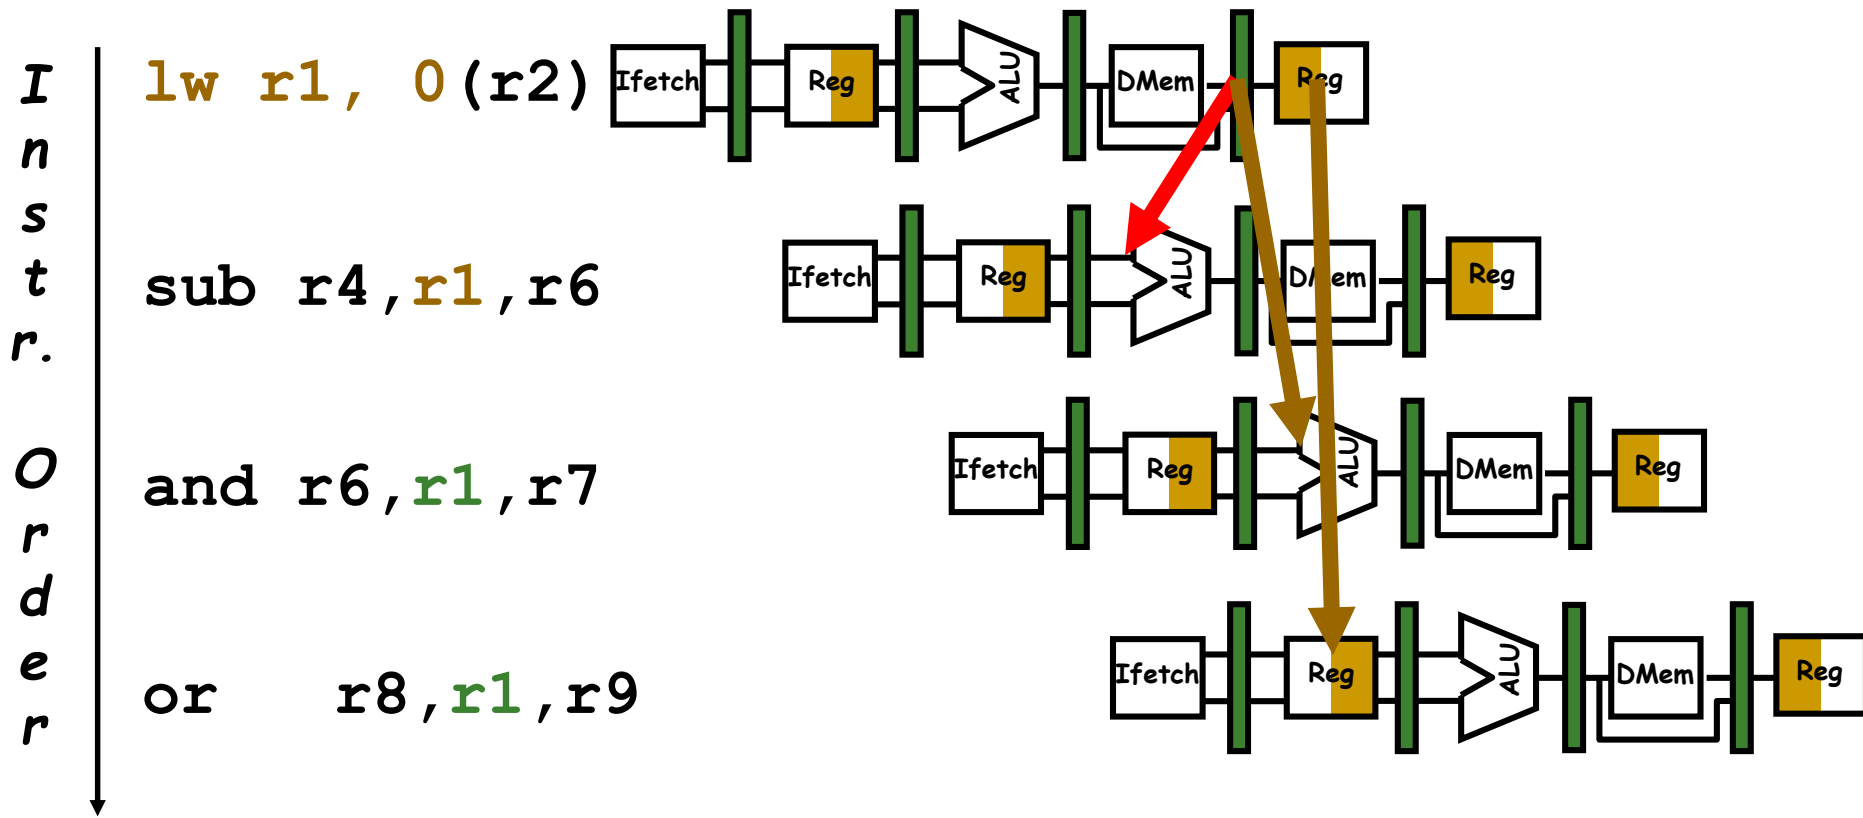 Instr. Order
lw r1, 0(r2)
Ifetch Reg ALU DMem Reg
sub r4,r1,r6
Ifetch Reg ALU DMem Reg
and r6,r1,r7
Ifetch Reg ALU DMem Reg
or r8,r1,r9
Ifetch Reg ALU DMem Reg